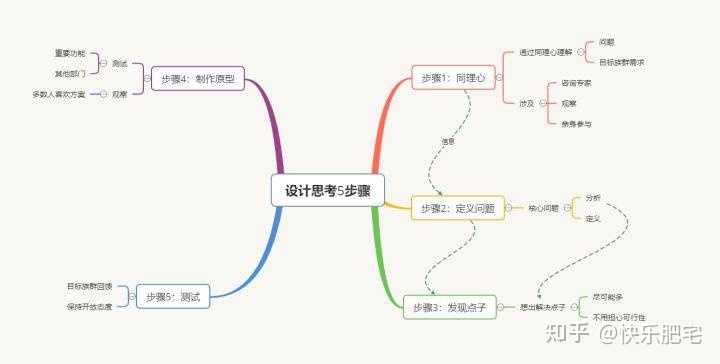 设计思考5步骤
步骤1：同理心
通过同理心理解
问题
目标族群需求
涉及
咨询专家
观察
亲身参与
信息
步骤2：定义问题
核心问题
分析
定义
步骤3：发现点子
想出解决点子
尽可能多
不用担心可行性
步骤4：制作原型
测试
重要功能
其他部门
观察
多数人喜欢方面
步骤5：测试
目标族群回馈
保持开放态度
知乎 @快乐肥宅